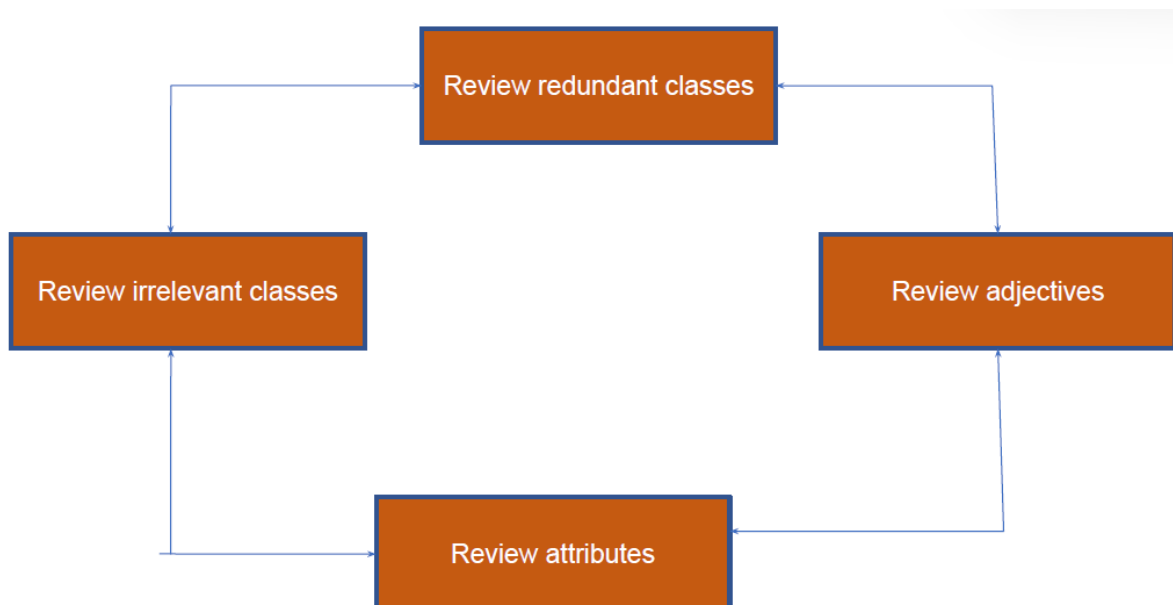 Review redundant classes
Review irrelevant classes
Review adjectives
Review attributes